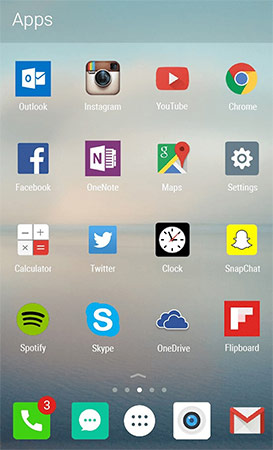 Apps
Outlook Instagram YouTube Chrome
Facebook OneNote Maps Settings
Calculator Twitter Clock SnapChat
Spotify Skype OneDrive Flipboard
3